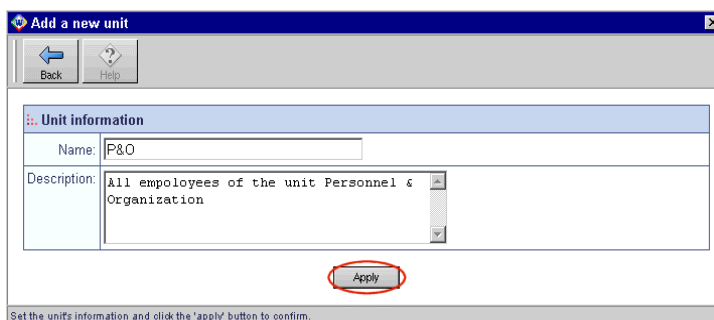 Add a new unit
Back
Help
Unit information
Name: P&O
Description: All empoloyees of the unit Personnel &
Organization
Apply
Set the unit's information and click the 'apply' button to confirm.